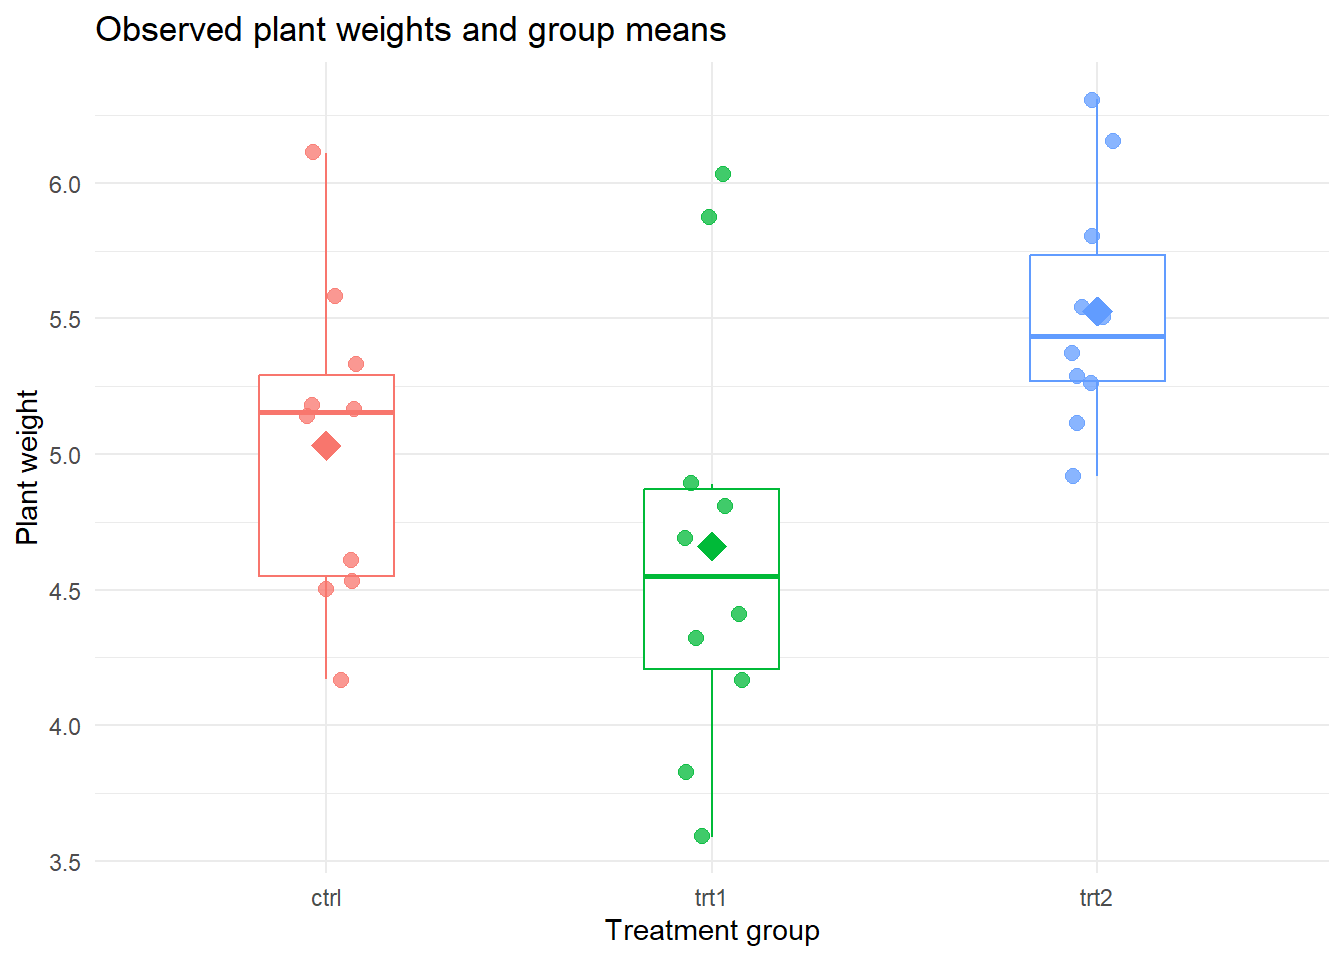 Observed plant weights and group means
Plant weight
6.0
5.5
5.0
4.5
4.0
3.5
ctrl
trt1
trt2
Treatment group